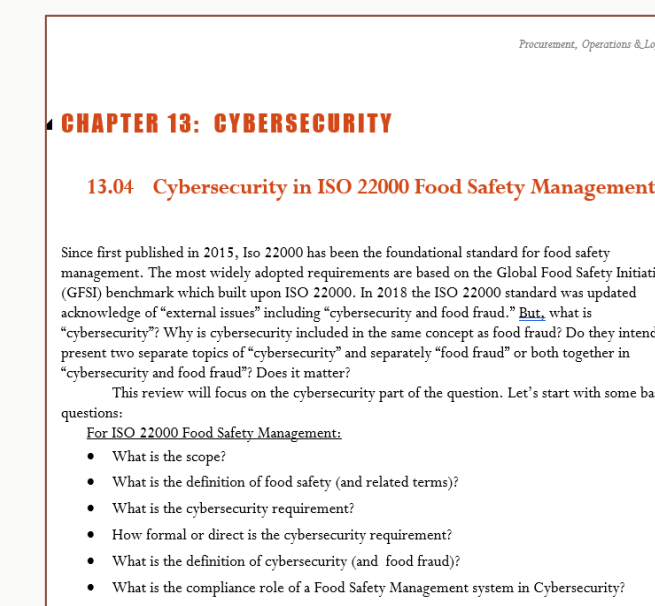 Procurement, Operations & Lo
CHAPTER 13: CYBERSECURITY
13.04 Cybersecurity in ISO 22000 Food Safety Management
Since first published in 2015, Iso 22000 has been the foundational standard for food safety
management. The most widely adopted requirements are based on the Global Food Safety Initiati
(GFSI) benchmark which built upon ISO 22000. In 2018 the ISO 22000 standard was updated
acknowledge of “external issues” including “cybersecurity and food fraud.” But, what is
“cybersecurity”? Why is cybersecurity included in the same concept as food fraud? Do they intend
present two separate topics of “cybersecurity” and separately “food fraud” or both together in
“cybersecurity and food fraud”? Does it matter?
This review will focus on the cybersecurity part of the question. Let’s start with some ba
questions:
For ISO 22000 Food Safety Management:
● What is the scope?
● What is the definition of food safety (and related terms)?
● What is the cybersecurity requirement?
● How formal or direct is the cybersecurity requirement?
● What is the definition of cybersecurity (and food fraud)?
● What is the compliance role of a Food Safety Management system in Cybersecurity?